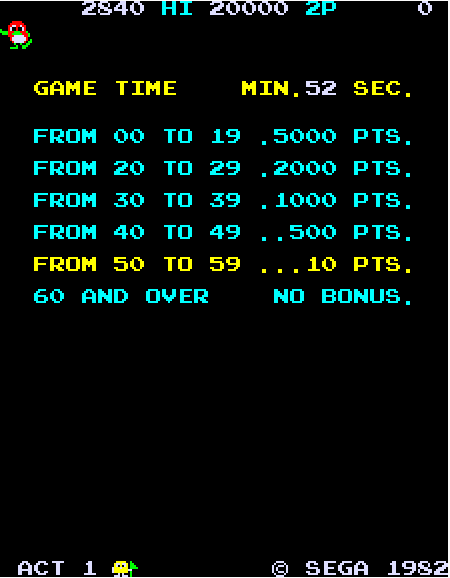 2840 HI 20000 2P 0
GAME TIME MIN.52 SEC.
FROM 00 TO 19 .5000 PTS.
FROM 20 TO 29 .2000 PTS.
FROM 30 TO 39 .1000 PTS.
FROM 40 TO 49 ..500 PTS.
FROM 50 TO 59 ...10 PTS.
60 AND OVER NO BONUS.
ACT 1 © SEGA 1982